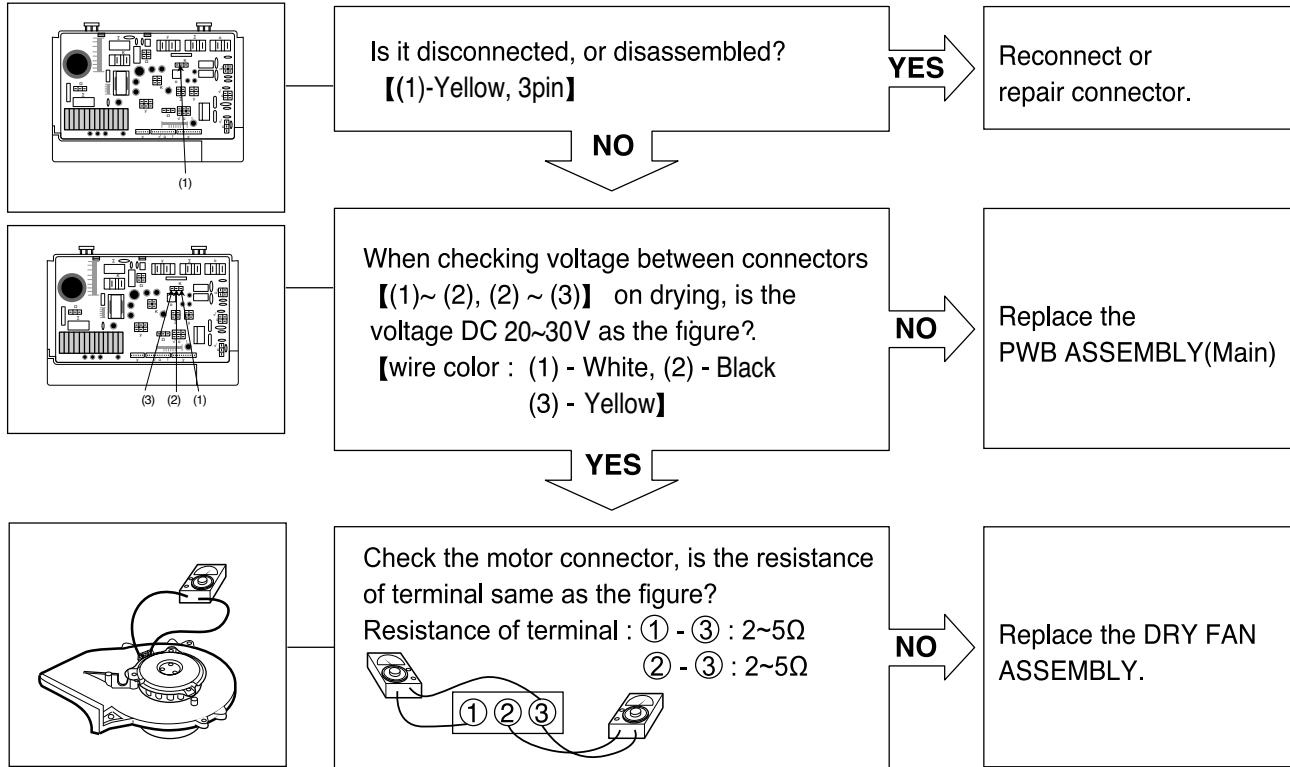 (1)
Is it disconnected, or disassembled?
【(1)-Yellow, 3pin】
YES
Reconnect or
repair connector.
NO
(3) (2) (1)
When checking voltage between connectors
【(1)~ (2), (2) ~ (3)】 on drying, is the
voltage DC 20~30V as the figure?.
【wire color : (1) - White, (2) - Black
(3) - Yellow】
NO
Replace the
PWB ASSEMBLY(Main)
YES
Check the motor connector, is the resistance
of terminal same as the figure?
Resistance of terminal : ① - ③ : 2~5Ω
② - ③ : 2~5Ω
① ② ③
NO
Replace the DRY FAN
ASSEMBLY.